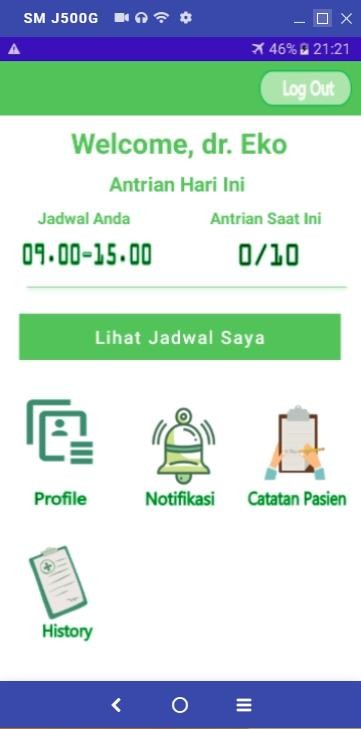 SM J500G
46% 21:21
Log Out
Welcome, dr. Eko
Antrian Hari Ini
Jadwal Anda
Antrian Saat Ini
09.00-15.00
0/10
Lihat Jadwal Saya
Profile
Notifikasi
Catatan Pasien
History